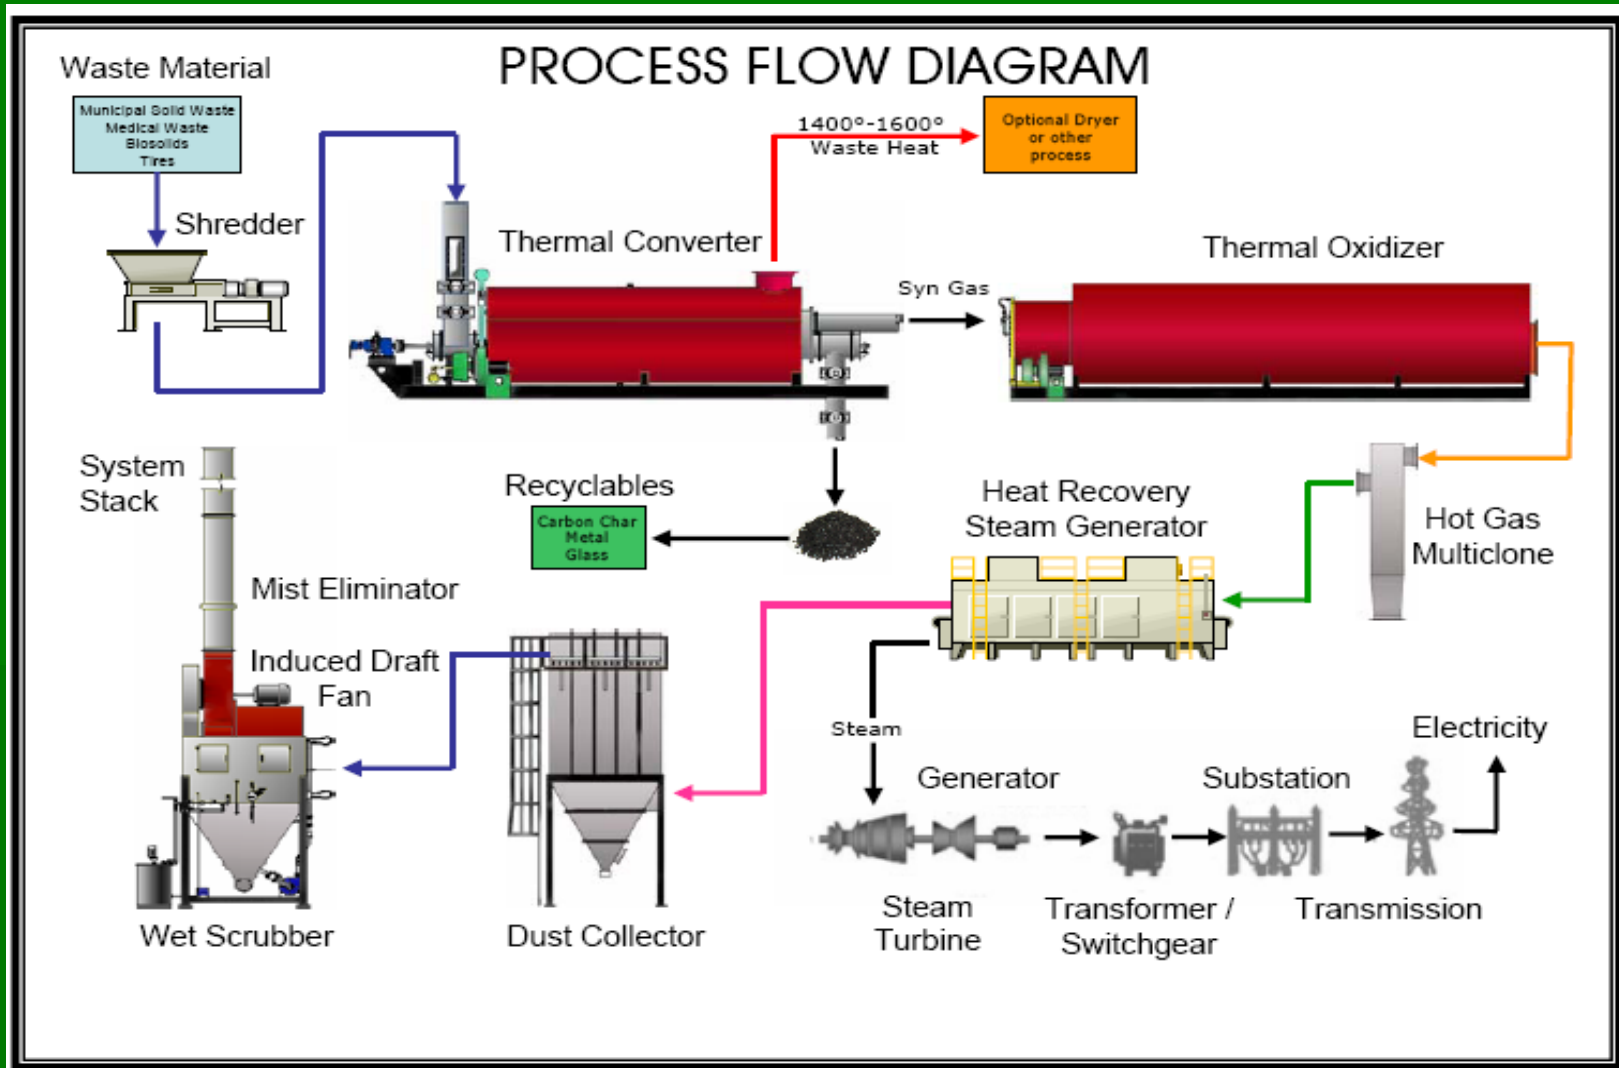 PROCESS FLOW DIAGRAM
Waste Material
Municipal Solid Waste
Medical Waste
Biosolids
Tires
1400°-1600°
Waste Heat
Optional Dryer
or other
process
Shredder
Thermal Converter
Syn Gas
Thermal Oxidizer
System
Stack
Recyclables
Carbon Char
Metal
Glass
Heat Recovery
Steam Generator
Hot Gas
Multiclone
Mist Eliminator
Induced Draft
Fan
Steam
Generator
Substation
Electricity
Steam
Turbine
Transformer /
Switchgear
Transmission
Wet Scrubber
Dust Collector